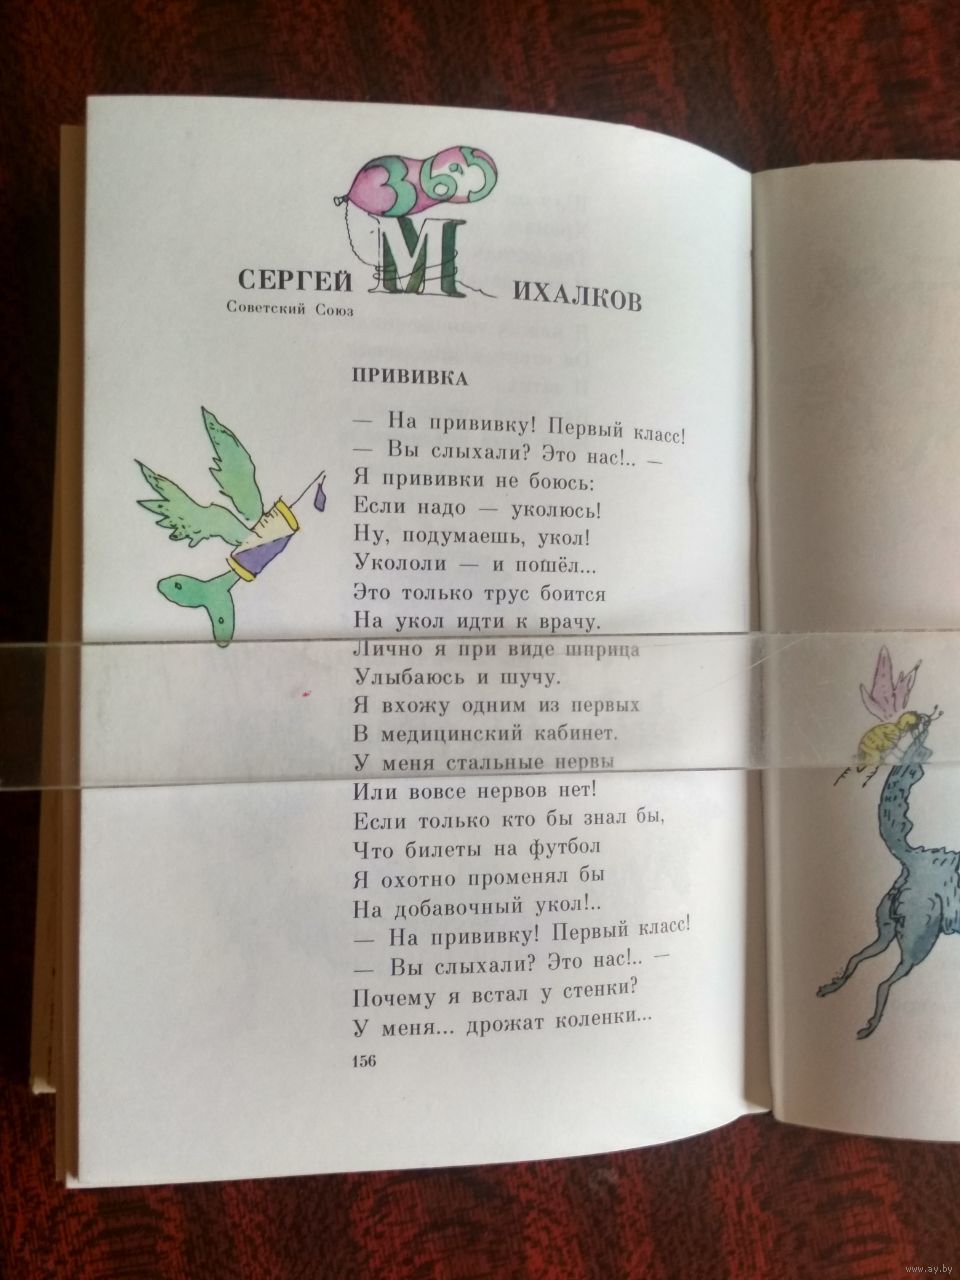 365
СЕРГЕЙ МИХАЛКОВ
Советский Союз
ПРИВИВКА
— На прививку! Первый класс!
— Вы слыхали? Это нас!.. —
Я прививки не боюсь:
Если надо — уколюсь!
Ну, подумаешь, укол!
Укололи — и пошёл...
Это только трус боится
На укол идти к врачу.
Лично я при виде шприца
Улыбаюсь и шучу.
Я вхожу одним из первых
В медицинский кабинет.
У меня стальные нервы
Или вовсе нервов нет!
Если только кто бы знал бы,
Что билеты на футбол
Я охотно променял бы
На добавочный укол!..
— На прививку! Первый класс!
— Вы слыхали? Это нас!.. —
Почему я встал у стенки?
У меня... дрожат коленки...
156
www.ay.by